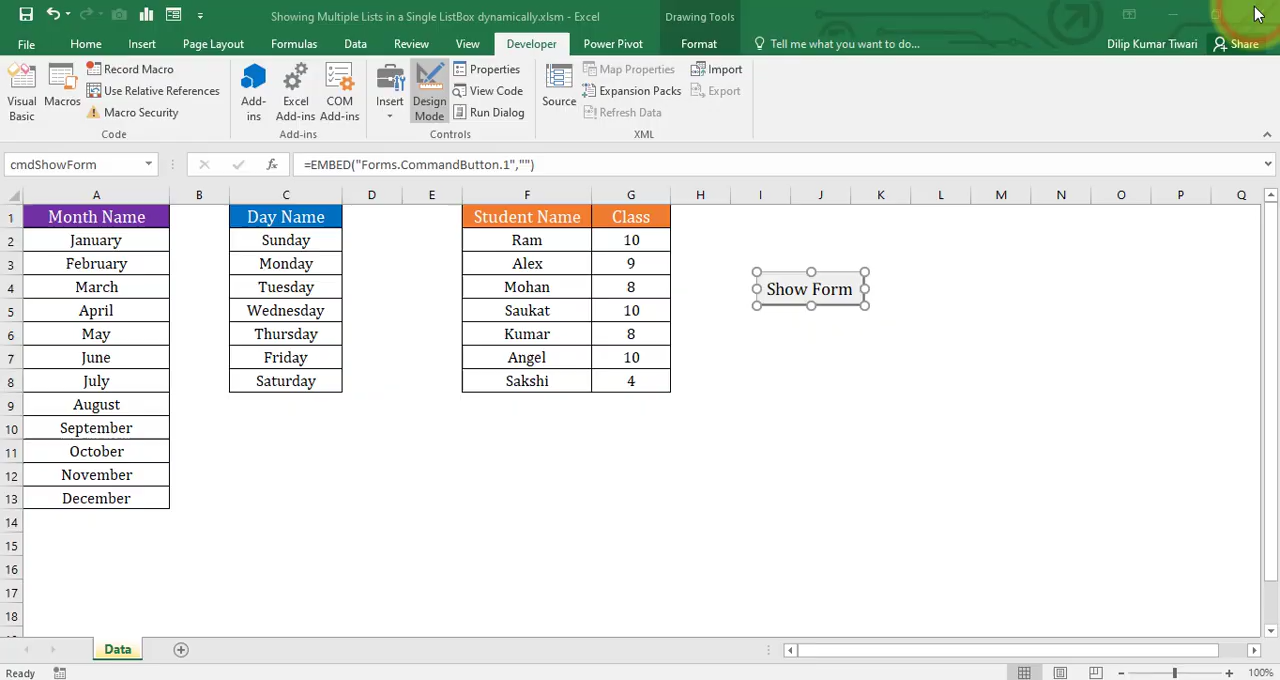 Showing Multiple Lists in a Single ListBox dynamically.xlsm - Excel
Drawing Tools
File Home Insert Page Layout Formulas Data Review View Developer Power Pivot Format Tell me what you want to do... Dilip Kumar Tiwari Share
Visual Basic
Macros
Record Macro
Use Relative References
Macro Security
Code
Add-ins
Excel Add-ins
COM Add-ins
Add-ins
Insert
Design Mode
Properties
View Code
Run Dialog
Controls
Source
Map Properties
Expansion Packs
Refresh Data
Import
Export
XML
cmdShowForm fx =EMBED("Forms.CommandButton.1","")
A B C D E F G H I J K L M N O P Q
1 Month Name Day Name Student Name Class
2 January Sunday Ram 10
3 February Monday Alex 9
4 March Tuesday Mohan 8
5 April Wednesday Saukat 10
6 May Thursday Kumar 8
7 June Friday Angel 10
8 July Saturday Sakshi 4
9 August
10 September
11 October
12 November
13 December
14
15
16
17
18
Show Form
Data
Ready 100%